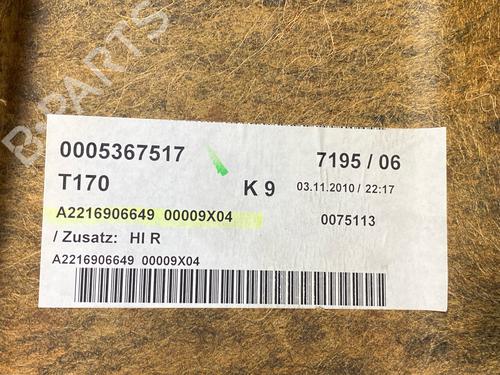 B-PARTS
0005367517 7195 / 06
T170 K 9 03.11.2010 / 22:17
A2216906649 00009X04 0075113
/ Zusatz: HI R
A2216906649 00009X04